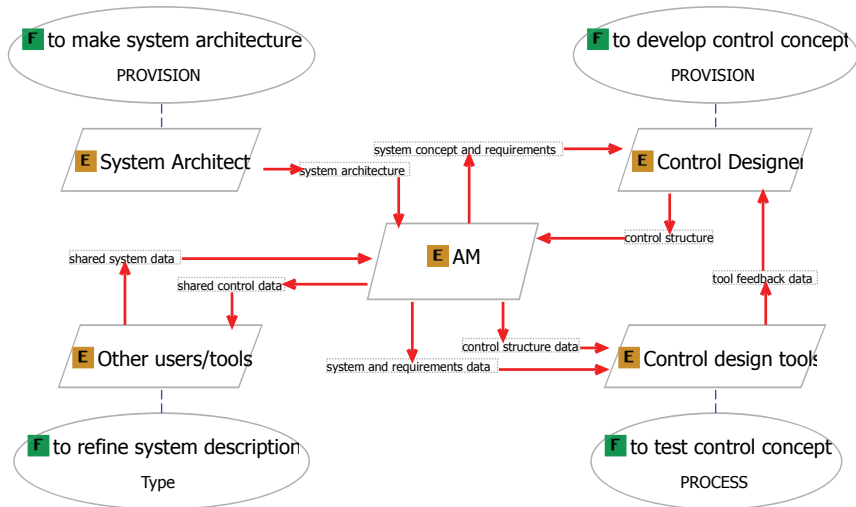 F to make system architecture
PROVISION
F to develop control concept
PROVISION
E System Architect
system concept and requirements
E Control Designer
system architecture
control structure
E AM
shared system data
shared control data
tool feedback data
E Other users/tools
control structure data
system and requirements data
E Control design tools
F to refine system description
Type
F to test control concept
PROCESS